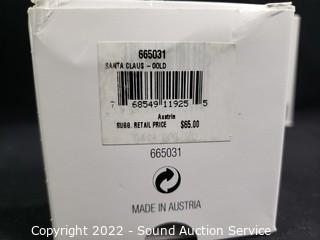 665031
SANTA CLAUS - GOLD
7 68549 11925 5
Austria
SUGG. RETAIL PRICE $65.00
665031
MADE IN AUSTRIA
Copyright 2022 - Sound Auction Service